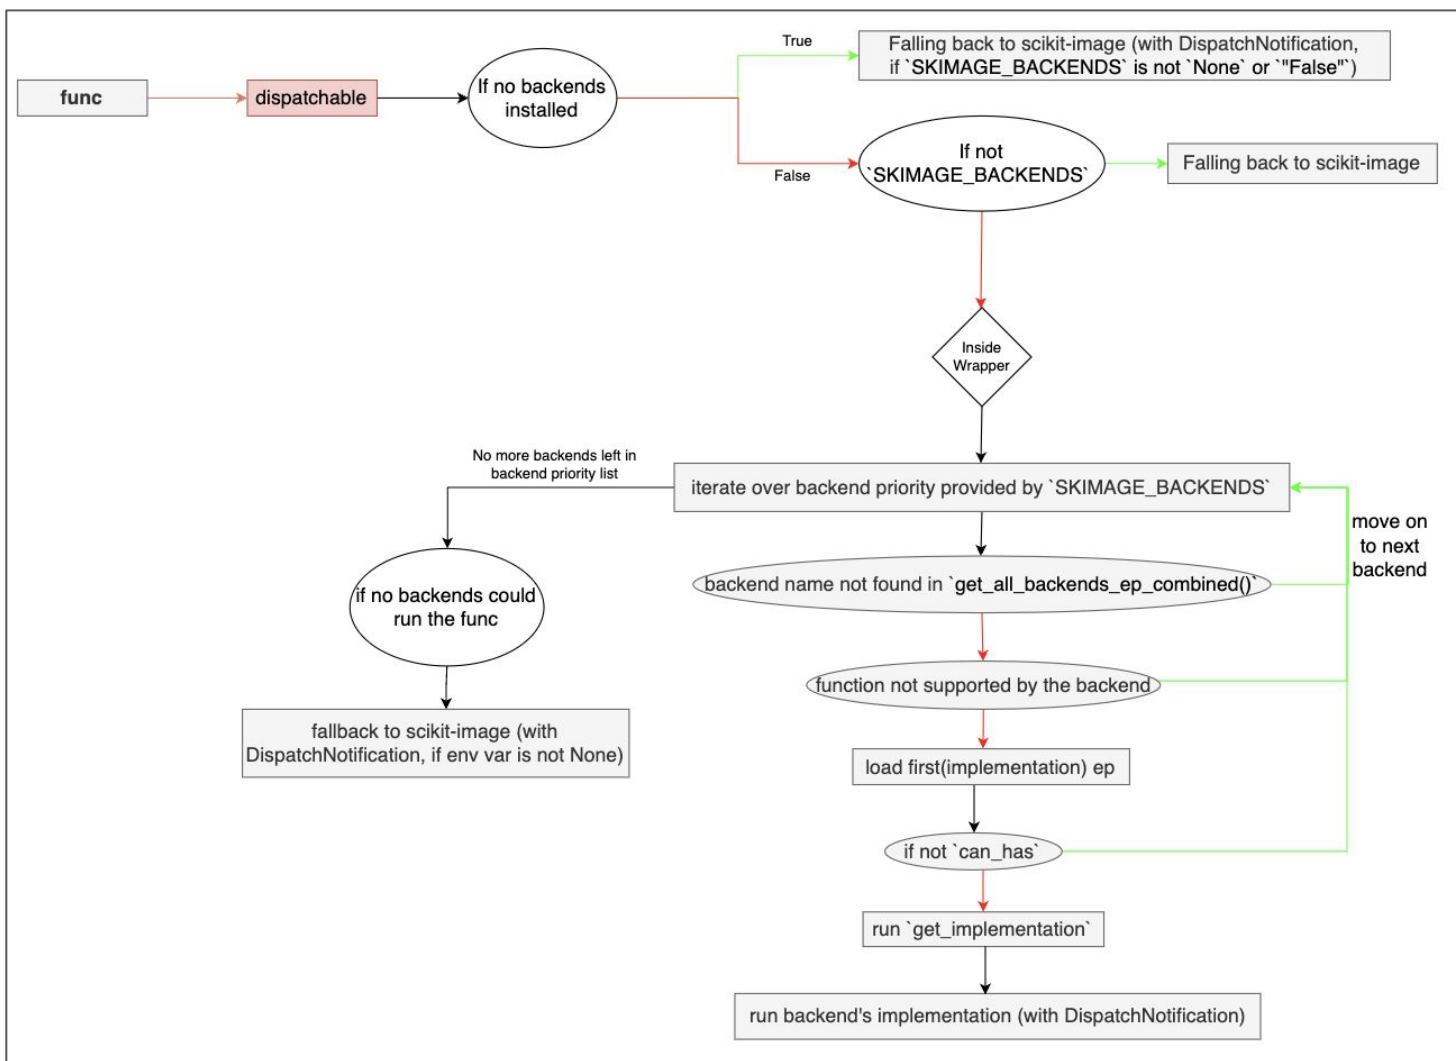 func
dispatchable
If no backends
installed
True
Falling back to scikit-image (with DispatchNotification,
if `SKIMAGE_BACKENDS` is not `None` or `"False"`)
False
If not
`SKIMAGE_BACKENDS`
Falling back to scikit-image
Inside
Wrapper
No more backends left in
backend priority list
iterate over backend priority provided by `SKIMAGE_BACKENDS`
move on
to next
backend
backend name not found in `get_all_backends_ep_combined()`
if no backends could
run the func
function not supported by the backend
fallback to scikit-image (with
DispatchNotification, if env var is not None)
load first(implementation) ep
if not `can_has`
run `get_implementation`
run backend's implementation (with DispatchNotification)